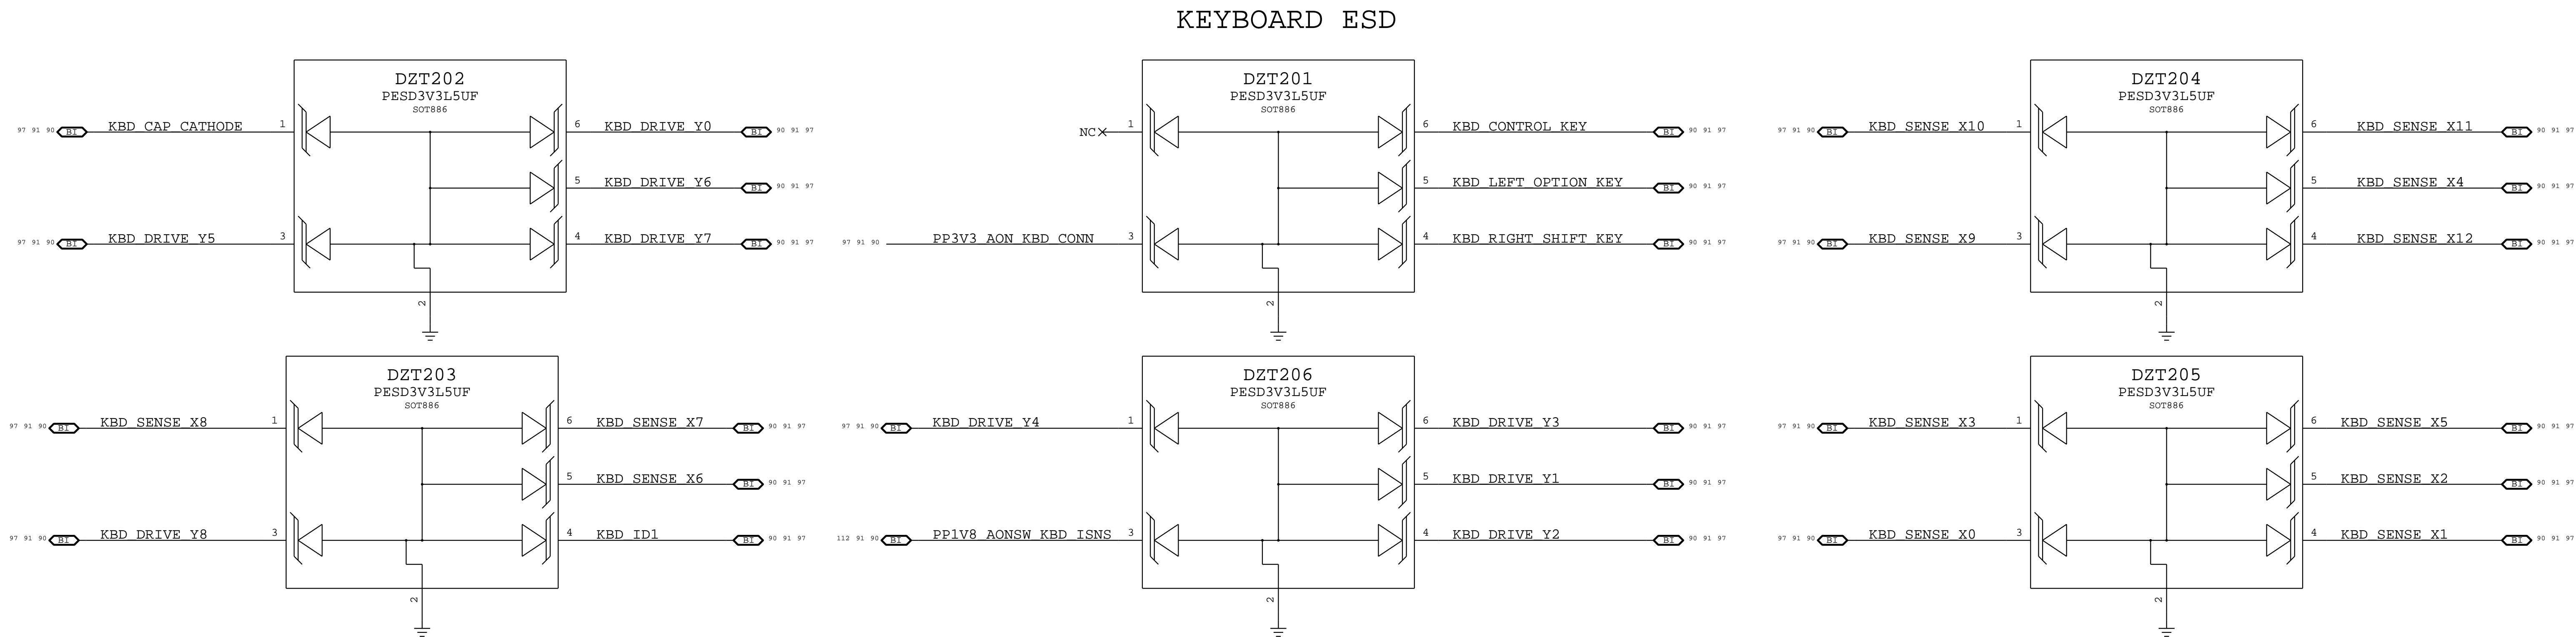 KEYBOARD ESD
DZT202
PESD3V3L5UF
SOT886
97 91 90 BI KBD_CAP_CATHODE 1
6 KBD_DRIVE_Y0 BI 90 91 97
5 KBD_DRIVE_Y6 BI 90 91 97
97 91 90 BI KBD_DRIVE_Y5 3
4 KBD_DRIVE_Y7 BI 90 91 97
2
DZT201
PESD3V3L5UF
SOT886
NC 1
6 KBD_CONTROL_KEY BI 90 91 97
5 KBD_LEFT_OPTION_KEY BI 90 91 97
97 91 90 PP3V3_AON_KBD_CONN 3
4 KBD_RIGHT_SHIFT_KEY BI 90 91 97
2
DZT204
PESD3V3L5UF
SOT886
97 91 90 BI KBD_SENSE_X10 1
6 KBD_SENSE_X11 BI 90 91 97
5 KBD_SENSE_X4 BI 90 91 97
97 91 90 BI KBD_SENSE_X9 3
4 KBD_SENSE_X12 BI 90 91 97
2
DZT203
PESD3V3L5UF
SOT886
97 91 90 BI KBD_SENSE_X8 1
6 KBD_SENSE_X7 BI 90 91 97
5 KBD_SENSE_X6 BI 90 91 97
97 91 90 BI KBD_DRIVE_Y8 3
4 KBD_ID1 BI 90 91 97
2
DZT206
PESD3V3L5UF
SOT886
97 91 90 BI KBD_DRIVE_Y4 1
6 KBD_DRIVE_Y3 BI 90 91 97
5 KBD_DRIVE_Y1 BI 90 91 97
112 91 90 BI PP1V8_AONSW_KBD_ISNS 3
4 KBD_DRIVE_Y2 BI 90 91 97
2
DZT205
PESD3V3L5UF
SOT886
97 91 90 BI KBD_SENSE_X3 1
6 KBD_SENSE_X5 BI 90 91 97
5 KBD_SENSE_X2 BI 90 91 97
97 91 90 BI KBD_SENSE_X0 3
4 KBD_SENSE_X1 BI 90 91 97
2